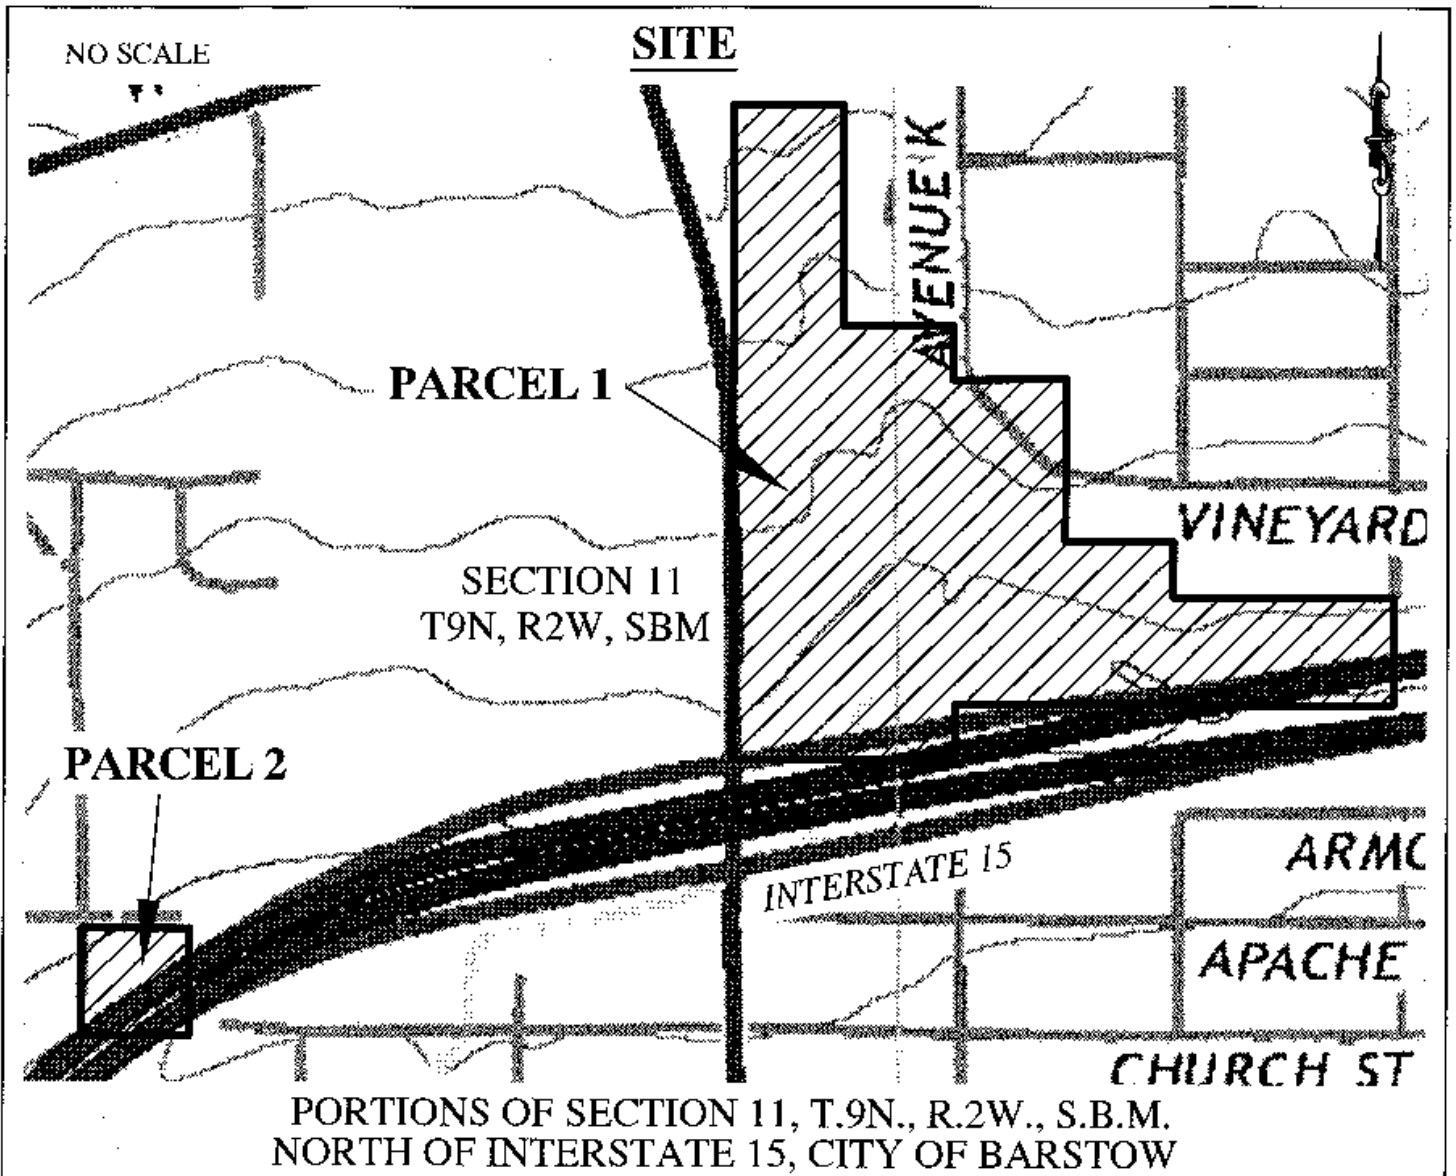 NO SCALE
SITE
AVENUE K
PARCEL 1
VINEYARD
SECTION 11
T9N, R2W, SBM
PARCEL 2
INTERSTATE 15
ARMO
APACHE
CHURCH ST
PORTIONS OF SECTION 11, T.9N., R.2W., S.B.M.
NORTH OF INTERSTATE 15, CITY OF BARSTOW